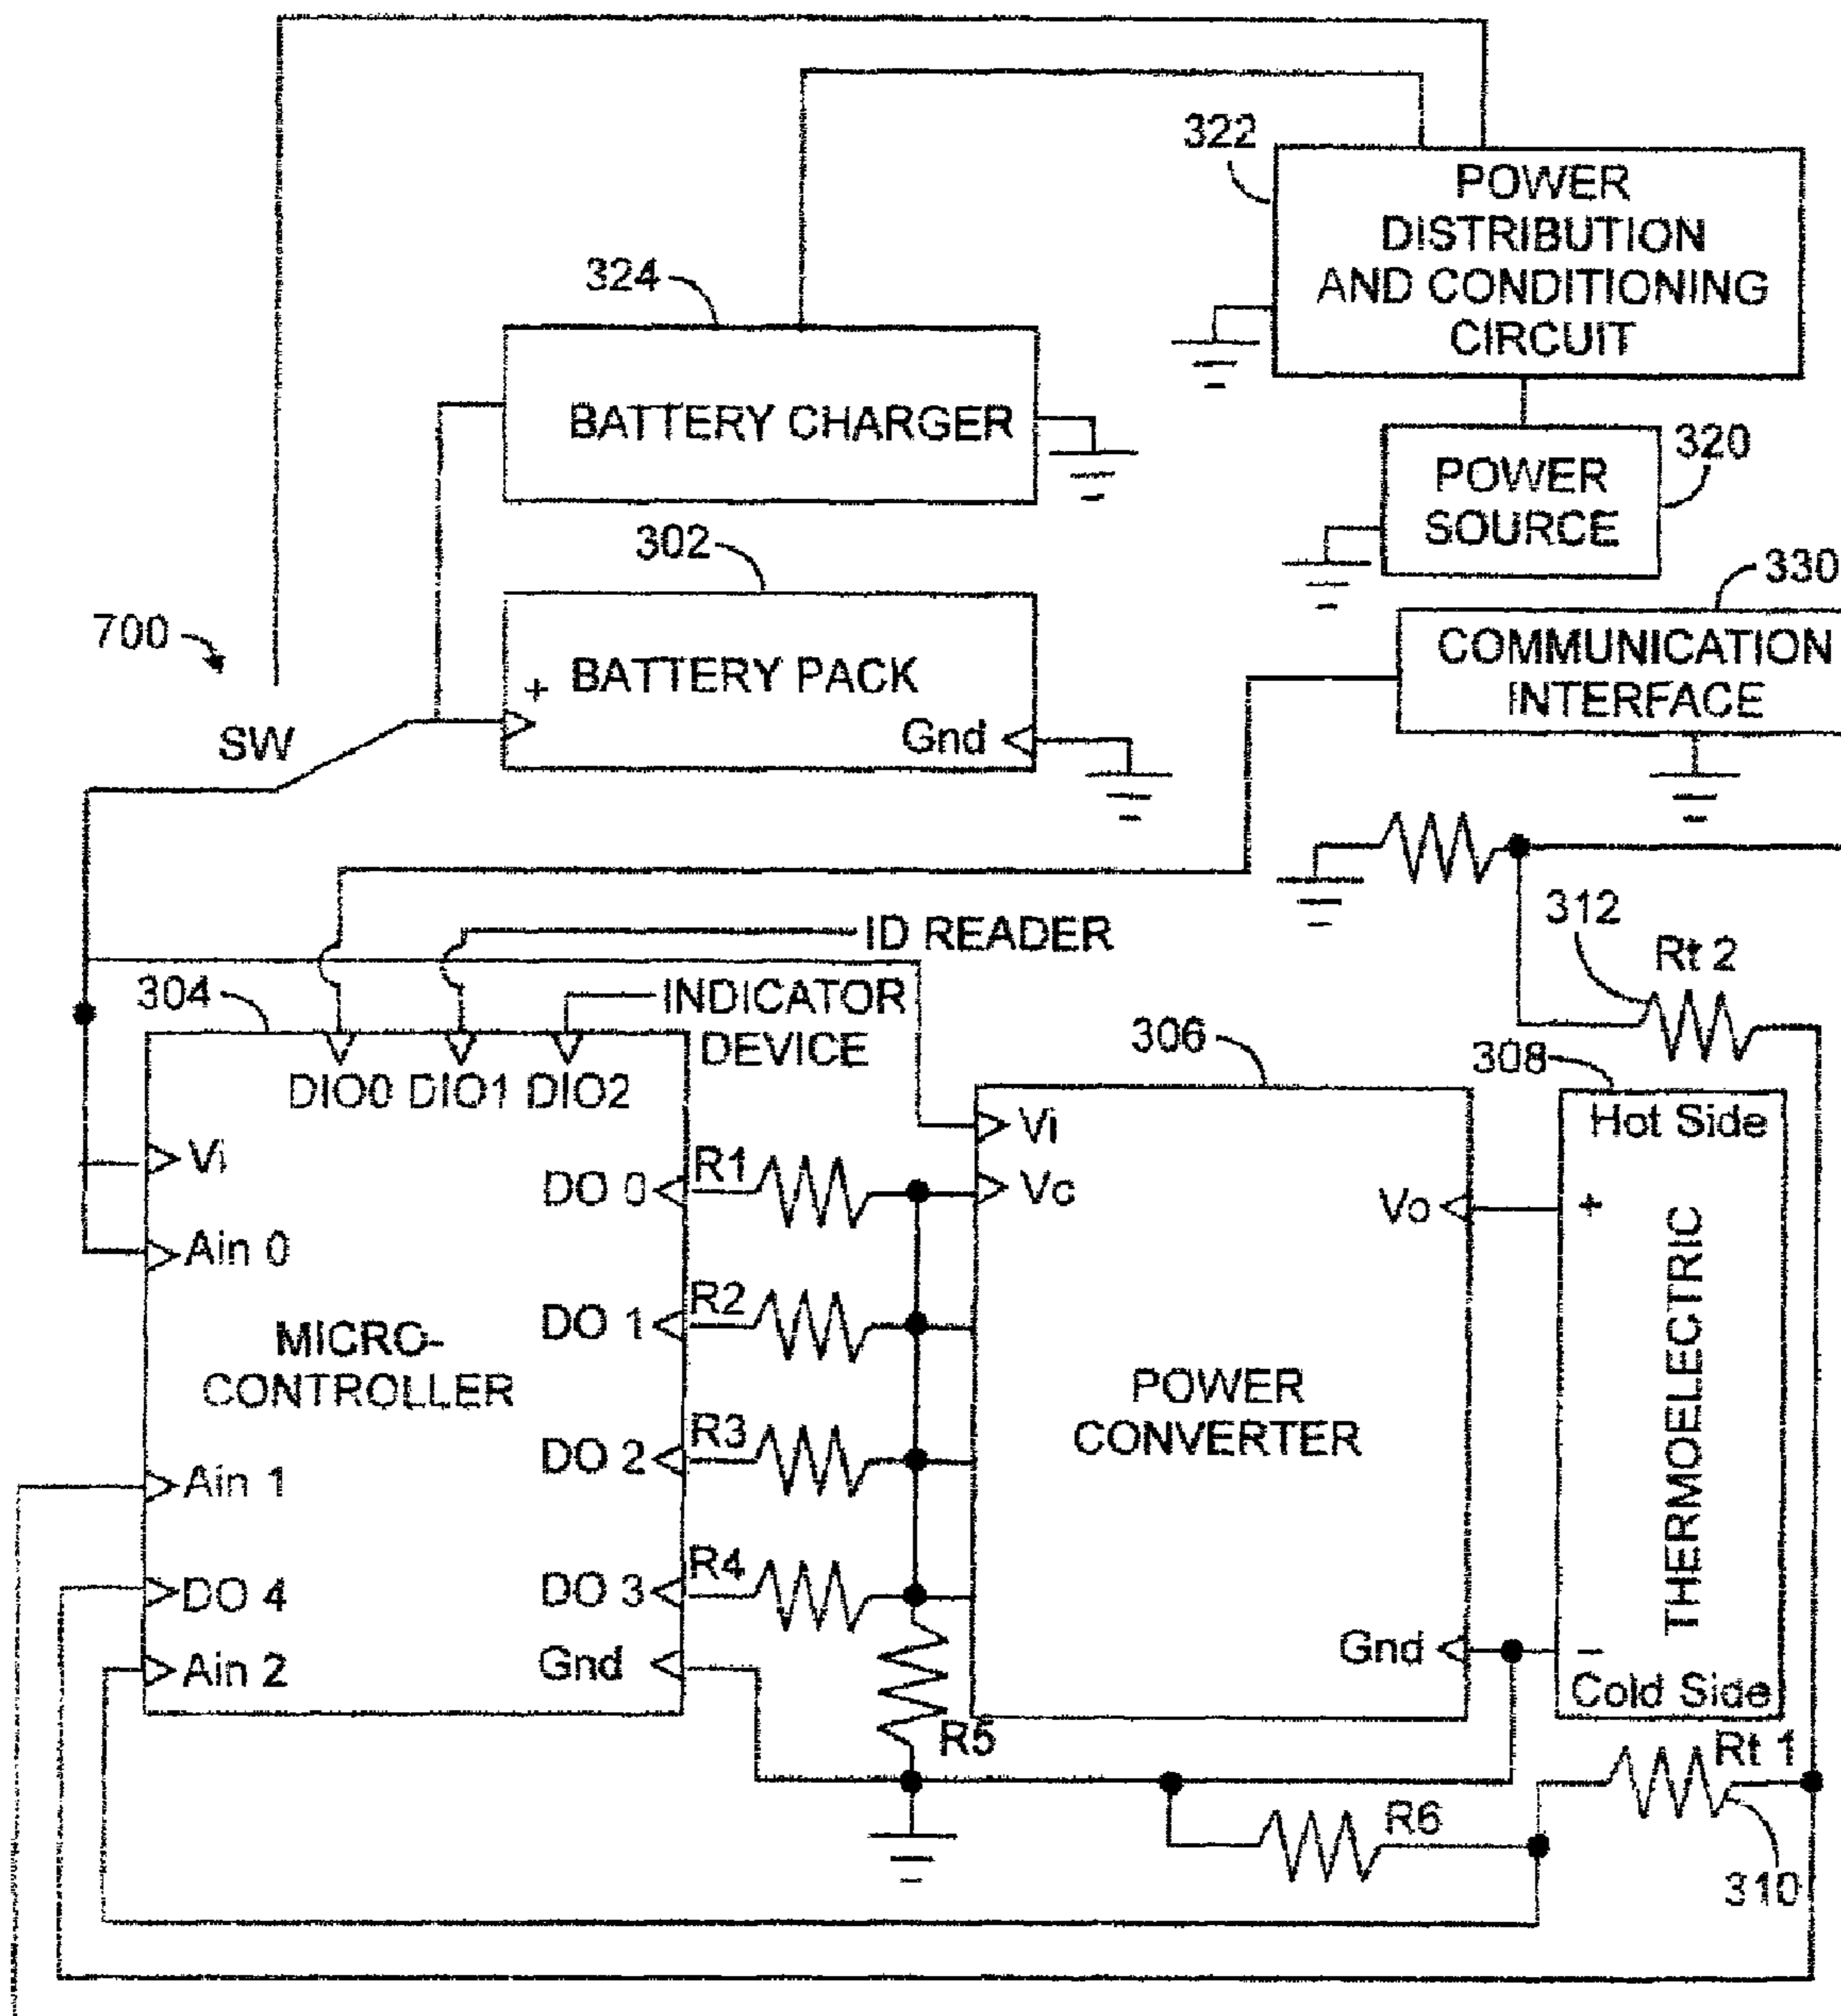 322
POWER
DISTRIBUTION
AND CONDITIONING
CIRCUIT
324
BATTERY CHARGER
320
POWER
SOURCE
302
330
COMMUNICATION
INTERFACE
700
+ BATTERY PACK
Gnd
SW
312
Rt 2
ID READER
304
INDICATOR
DEVICE
306
308
DIO0 DIO1 DIO2
Hot Side
Vi
Vi
R1
DO 0
Vc
Vo
+
Ain 0
R2
DO 1
MICRO-
CONTROLLER
POWER
CONVERTER
THERMOELECTRIC
R3
DO 2
Ain 1
R4
DO 3
DO 4
Gnd
Gnd
−
Ain 2
Cold Side
R5
Rt 1
R6
310